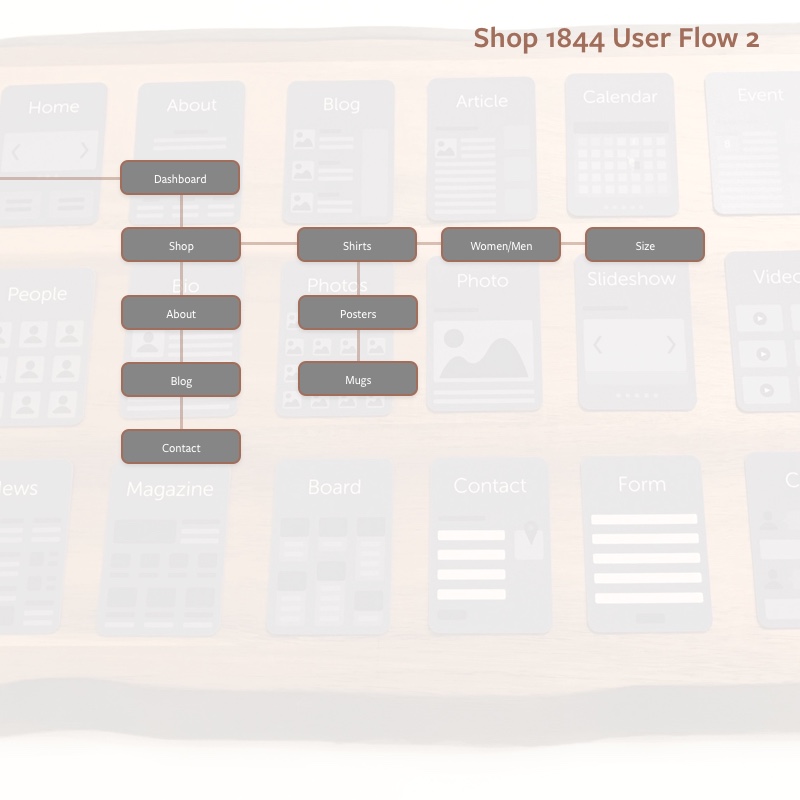 Shop 1844 User Flow 2
Home
About
Blog
Article
Calendar
Event
Dashboard
Shop
Shirts
Women/Men
Size
People
Bio
Photos
Photo
Slideshow
About
Posters
Blog
Mugs
Contact
Magazine
Board
Contact
Form